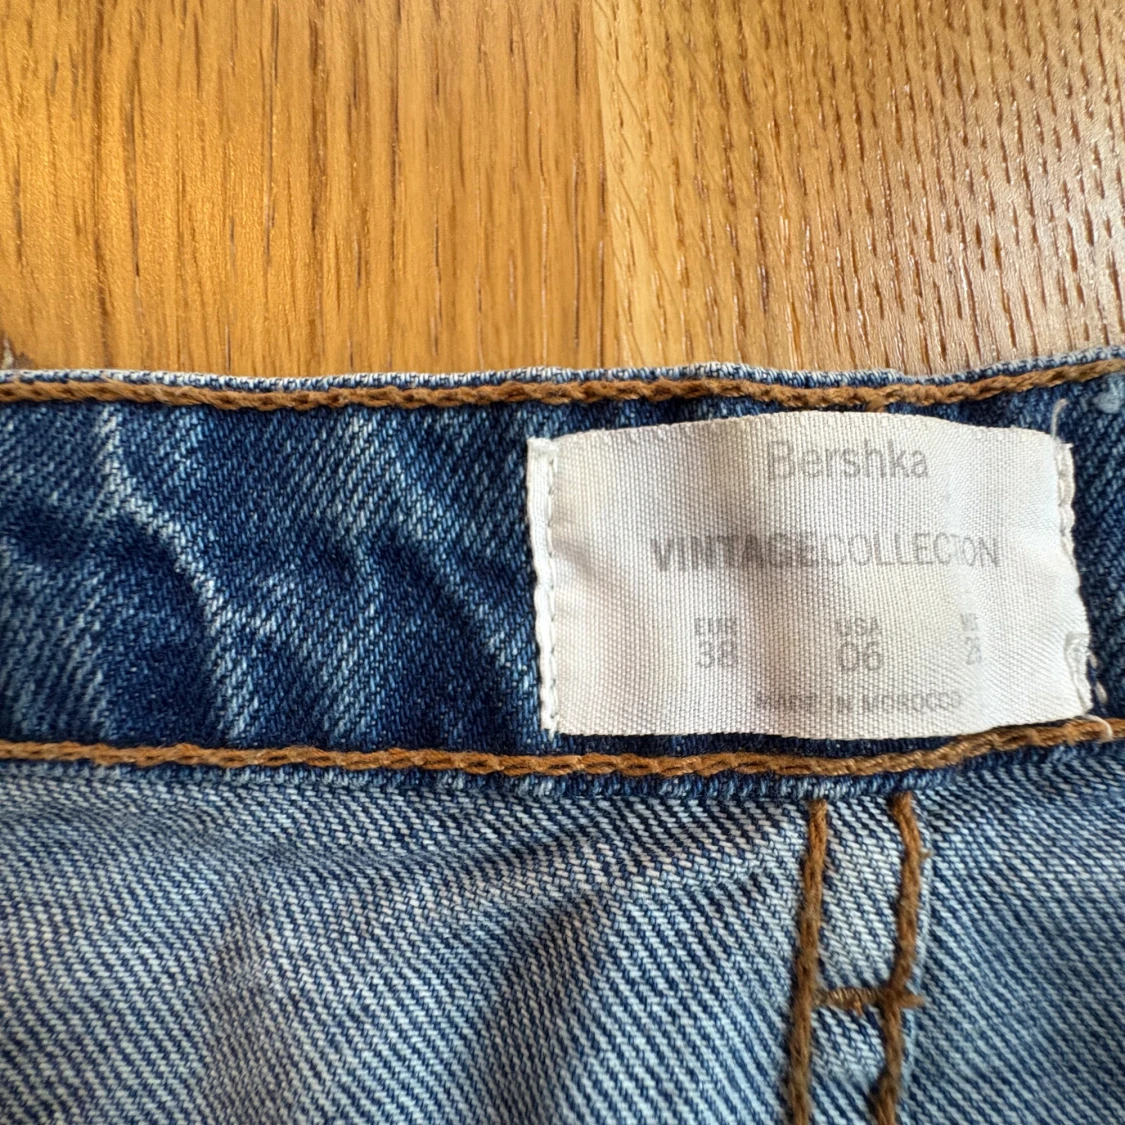 Bershka
VINTAGE COLLECTION
EUR USA
38 06
MADE IN MOROCCO